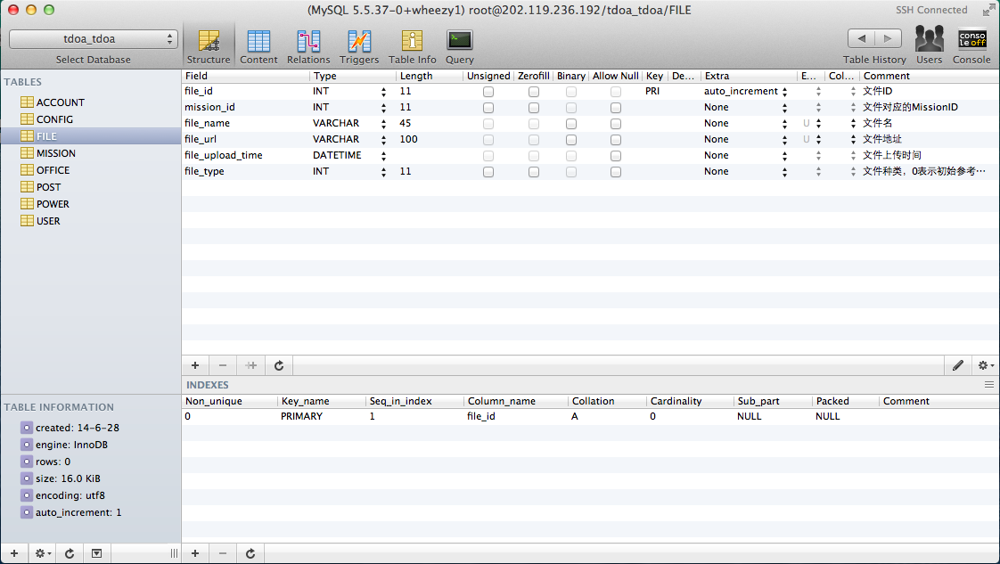 (MySQL 5.5.37-0+wheezy1) root@202.119.236.192/tdoa_tdoa/FILE
SSH Connected
tdoa_tdoa
Select Database
Structure Content Relations Triggers Table Info Query
Table History Users Console
conso
le off
TABLES
ACCOUNT
CONFIG
FILE
MISSION
OFFICE
POST
POWER
USER
Field Type Length Unsigned Zerofill Binary Allow Null Key De... Extra E... Col... Comment
file_id INT 11 PRI auto_increment 文件ID
mission_id INT 11 None 文件对应的MissionID
file_name VARCHAR 45 None U 文件名
file_url VARCHAR 100 None U 文件地址
file_upload_time DATETIME None 文件上传时间
file_type INT 11 None 文件种类，0表示初始参考…
INDEXES
Non_unique Key_name Seq_in_index Column_name Collation Cardinality Sub_part Packed Comment
0 PRIMARY 1 file_id A 0 NULL NULL
TABLE INFORMATION
created: 14-6-28
engine: InnoDB
rows: 0
size: 16.0 KiB
encoding: utf8
auto_increment: 1